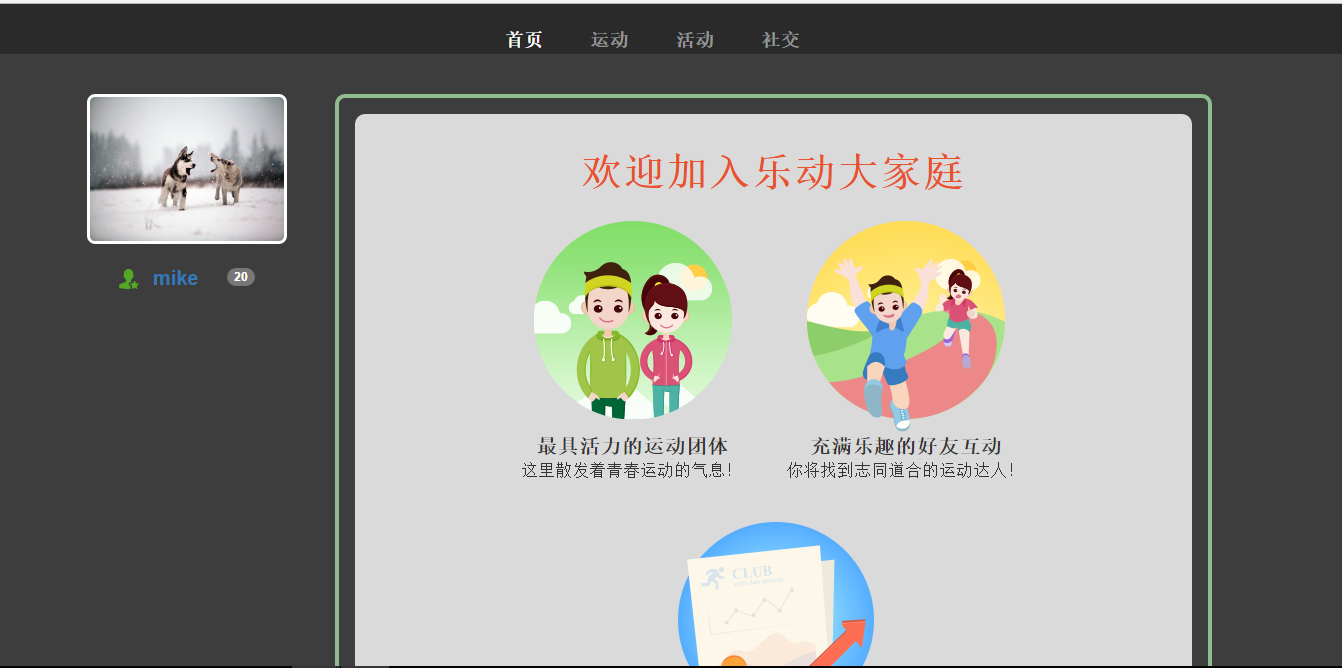 首页 运动 活动 社交
mike 20
欢迎加入乐动大家庭
最具活力的运动团体 充满乐趣的好友互动
这里散发着青春运动的气息! 你将找到志同道合的运动达人!
CLUB